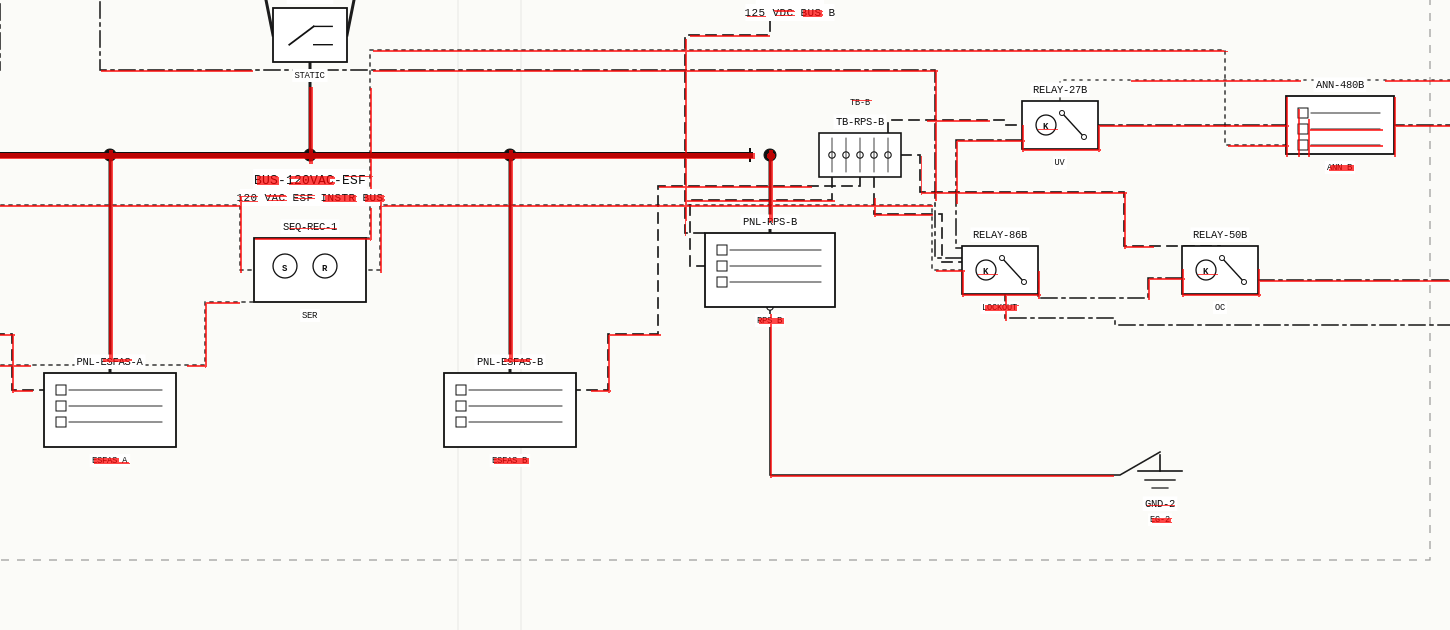 125 VDC BUS B
STATIC
RELAY-27B
ANN-480B
TB-B
TB-RPS-B
K
UV
ANN B
BUS-120VAC-ESF
120 VAC ESF INSTR BUS
SEQ-REC-1
PNL-RPS-B
RELAY-86B
RELAY-50B
S R
K
K
LOCKOUT
OC
SER
RPS B
PNL-ESFAS-A
PNL-ESFAS-B
ESFAS A
ESFAS B
GND-2
EG-2